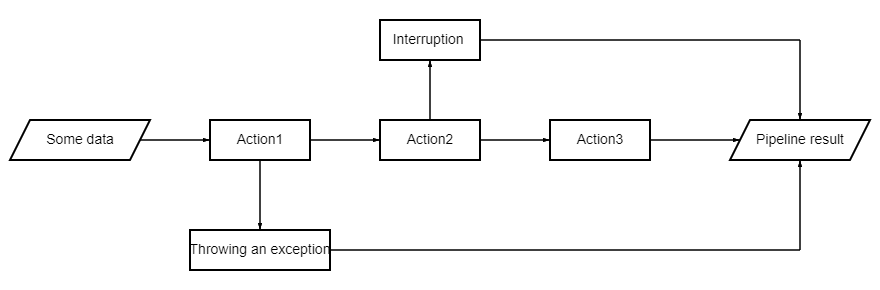 Interruption
Some data
Action1
Action2
Action3
Pipeline result
Throwing an exception